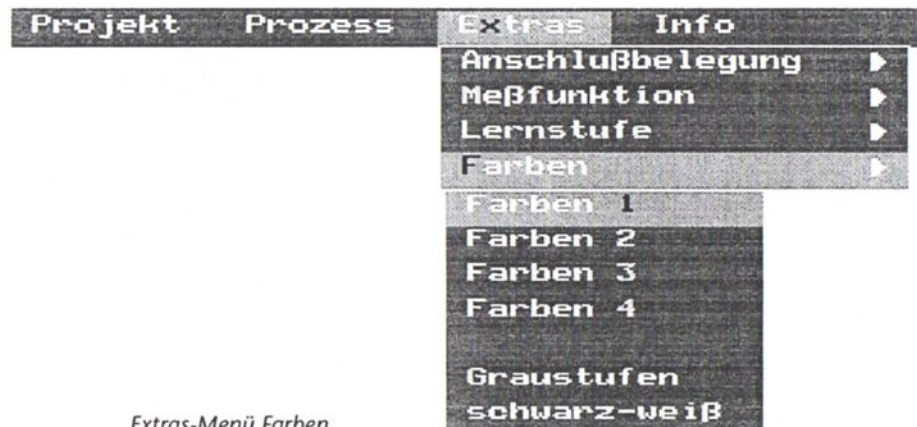 Projekt Prozess Extras Info
Anschlußbelegung
Meßfunktion
Lernstufe
Farben
Farben 1
Farben 2
Farben 3
Farben 4
Graustufen
schwarz-weiß
Extras-Menü Farben